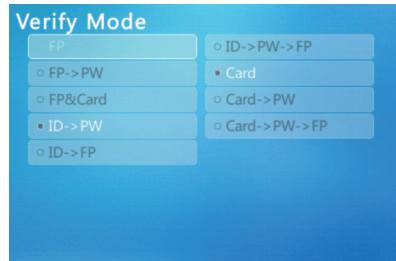 Verify Mode
FP
FP->PW
FP&Card
ID->PW
ID->FP
ID->PW->FP
Card
Card->PW
Card->PW->FP